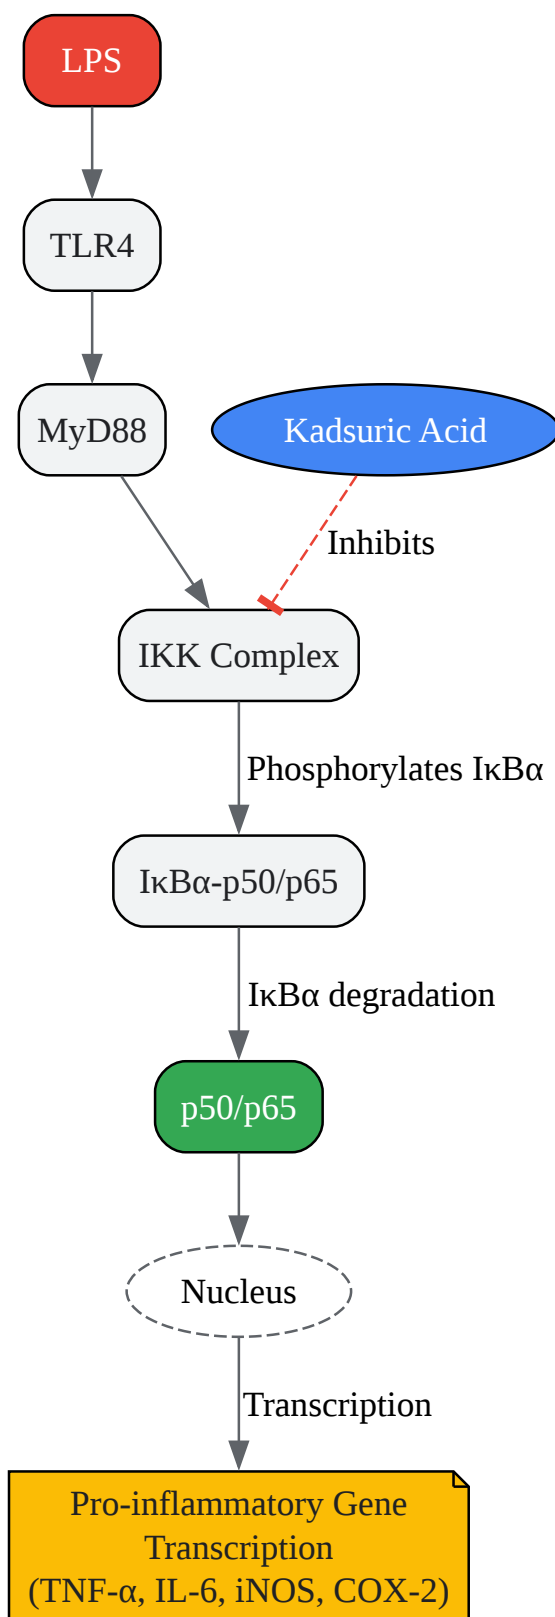 LPS
TLR4
MyD88
Kadsuric Acid
Inhibits
IKK Complex
Phosphorylates IκBα
IκBα-p50/p65
IκBα degradation
p50/p65
Nucleus
Transcription
Pro-inflammatory Gene
Transcription
(TNF-α, IL-6, iNOS, COX-2)